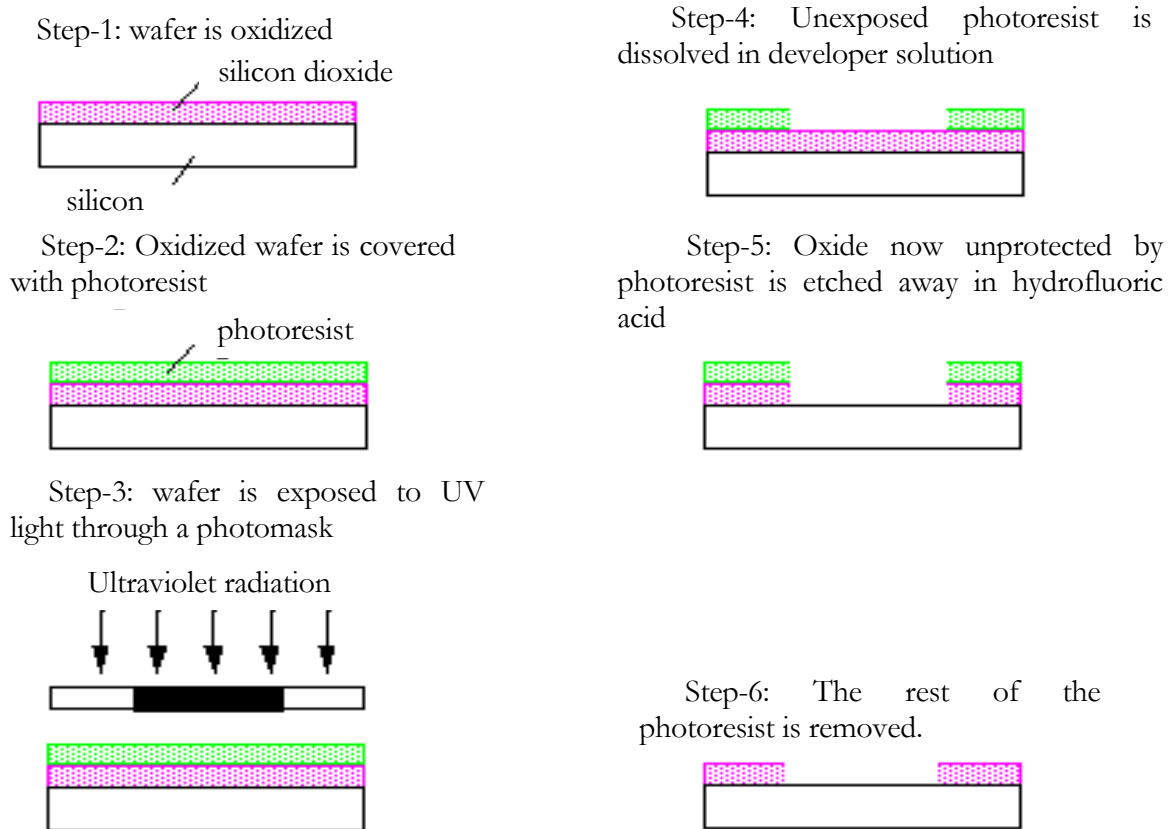 Step-1: wafer is oxidized
silicon dioxide
silicon
Step-2: Oxidized wafer is covered
with photoresist
photoresist
Step-3: wafer is exposed to UV
light through a photomask
Ultraviolet radiation
Step-4: Unexposed photoresist is
dissolved in developer solution
Step-5: Oxide now unprotected by
photoresist is etched away in hydrofluoric
acid
Step-6: The rest of the
photoresist is removed.